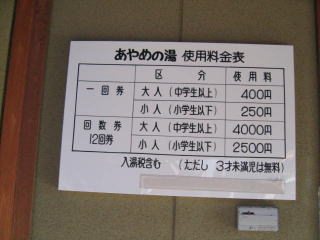 あやめの湯 使用料金表
区 分 使 用 料
一 回 券 大 人 (中学生以上) 400円
小 人 (小学生以下) 250円
回 数 券 12回券 大 人 (中学生以上) 4000円
小 人 (小学生以下) 2500円
入湯税含む (ただし 3才未満児は無料)